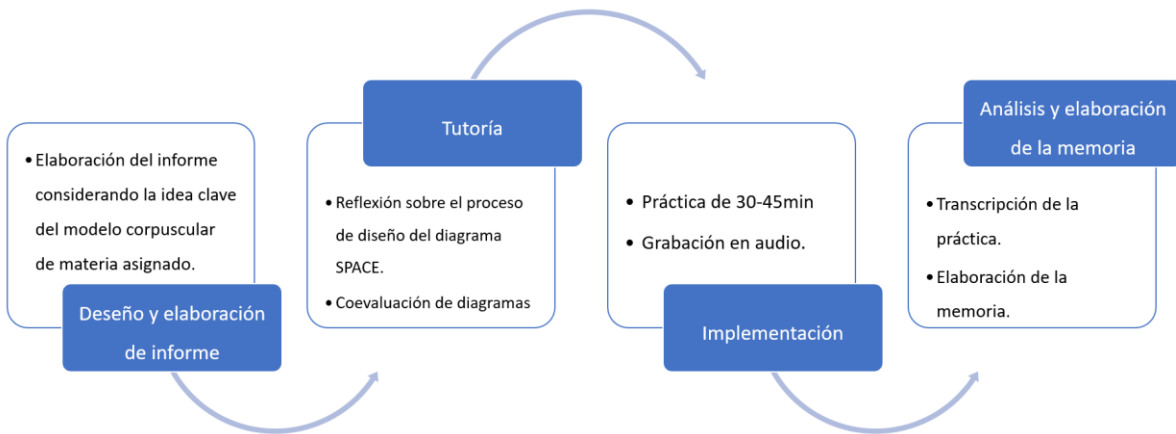 • Elaboración del informe
considerando la idea clave
del modelo corpuscular
de materia asignado.
Deseño y elaboración
de informe
Tutoría
• Reflexión sobre el proceso
de diseño del diagrama
SPACE.
• Coevaluación de diagramas
• Práctica de 30-45min
• Grabación en audio.
Implementación
Análisis y elaboración
de la memoria
• Transcripción de la
práctica.
• Elaboración de la
memoria.